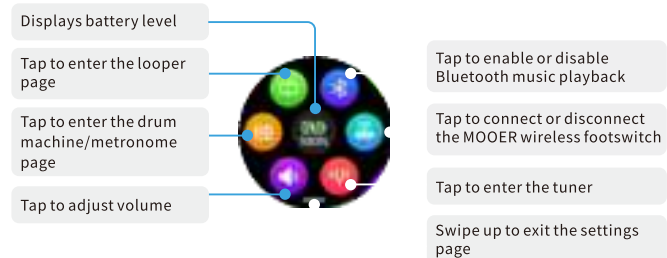 Displays battery level
Tap to enter the looper
page
Tap to enter the drum
machine/metronome
page
Tap to adjust volume
Tap to enable or disable
Bluetooth music playback
Tap to connect or disconnect
the MOOER wireless footswitch
Tap to enter the tuner
Swipe up to exit the settings
page